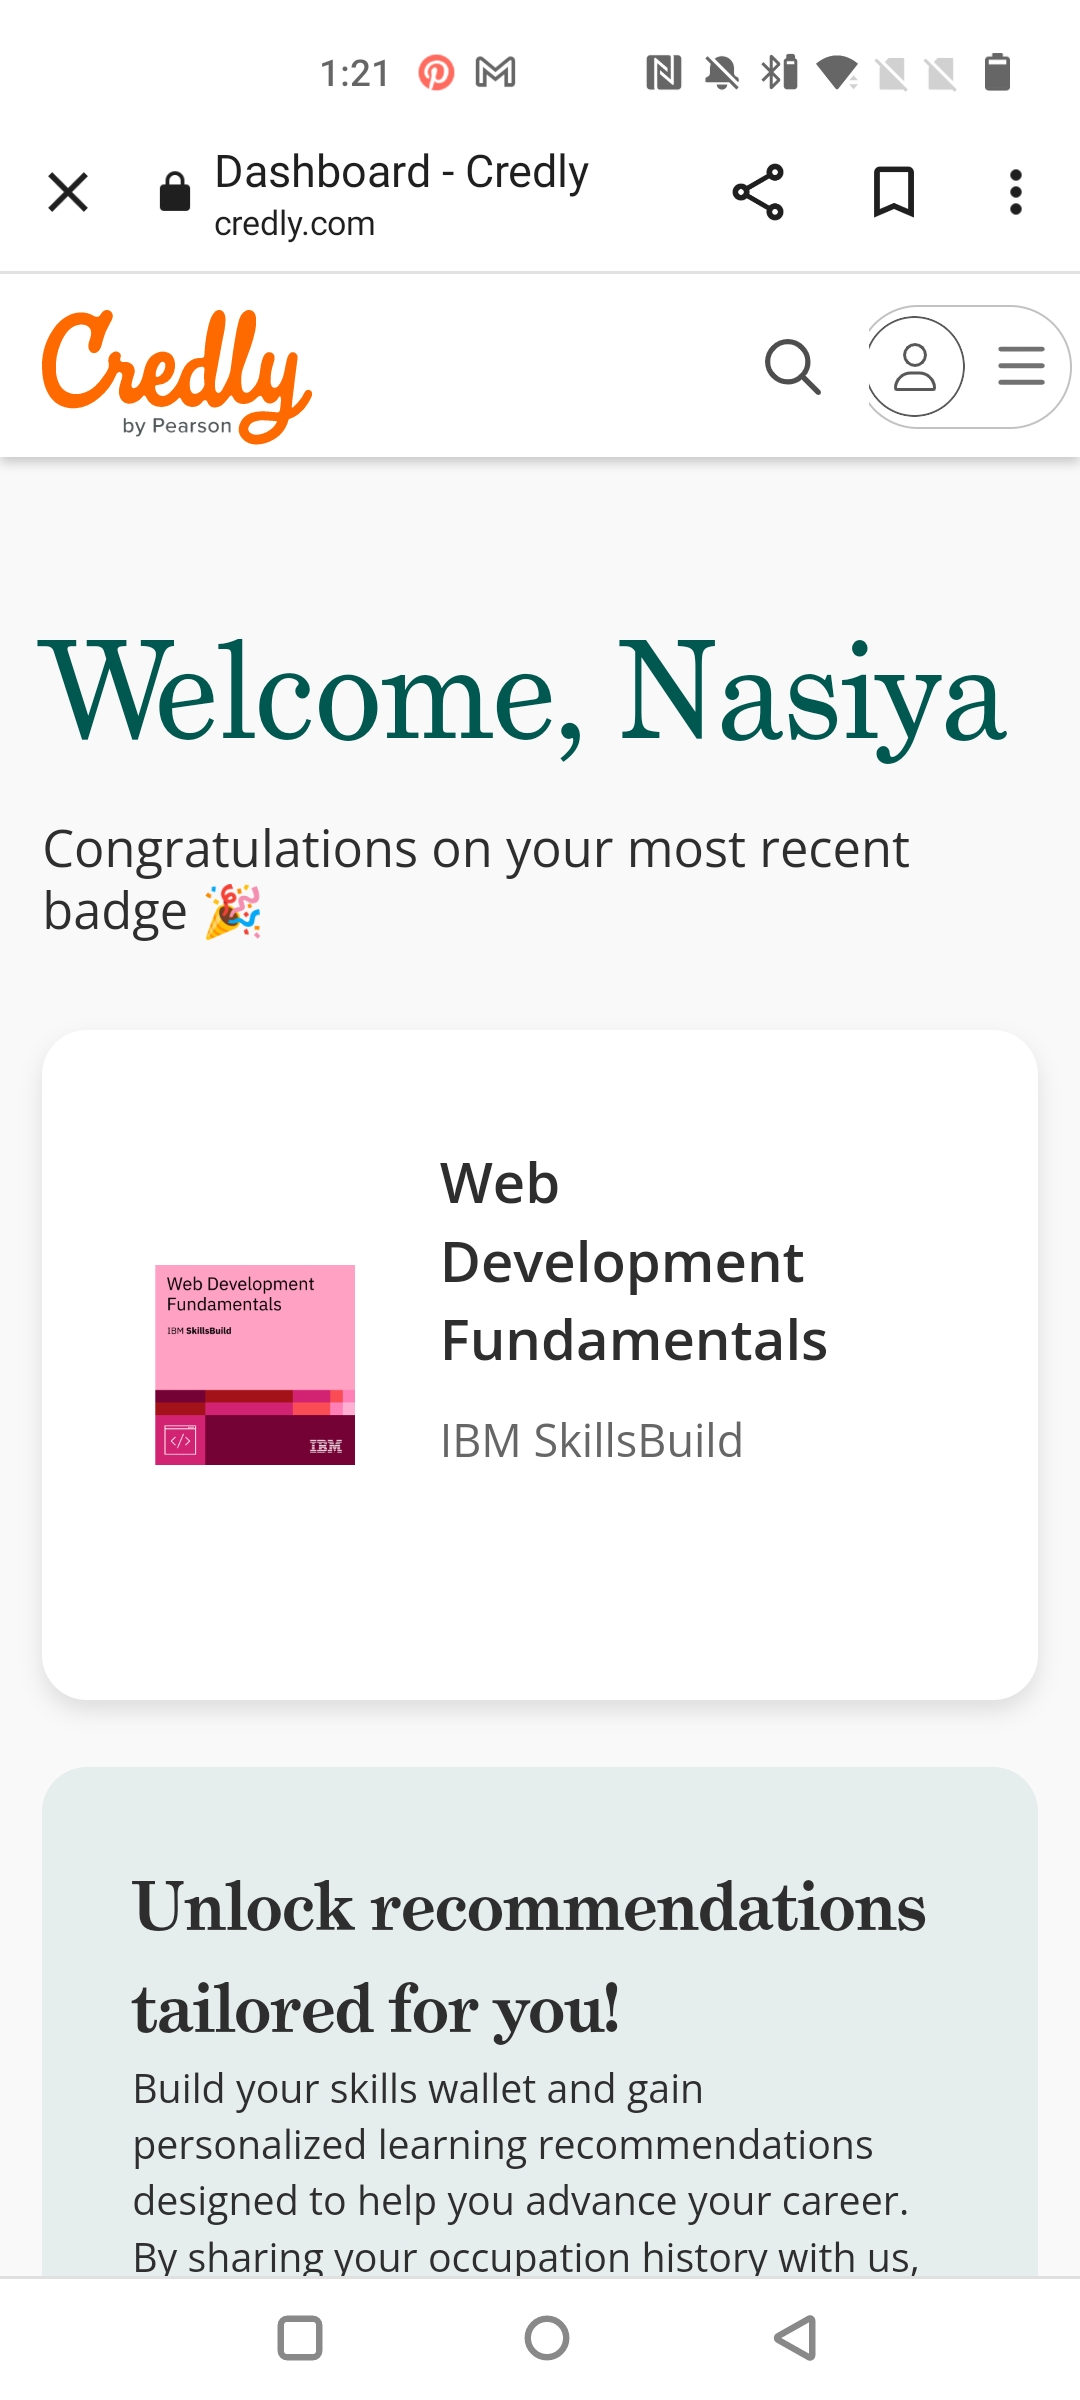 1:21
Dashboard - Credly
credly.com
Credly
by Pearson
Welcome, Nasiya
Congratulations on your most recent
badge 🎉
Web
Development
Fundamentals
IBM SkillsBuild
Web Development
Fundamentals
IBM SkillsBuild
</>
IBM
Unlock recommendations
tailored for you!
Build your skills wallet and gain
personalized learning recommendations
designed to help you advance your career.
By sharing your occupation history with us,